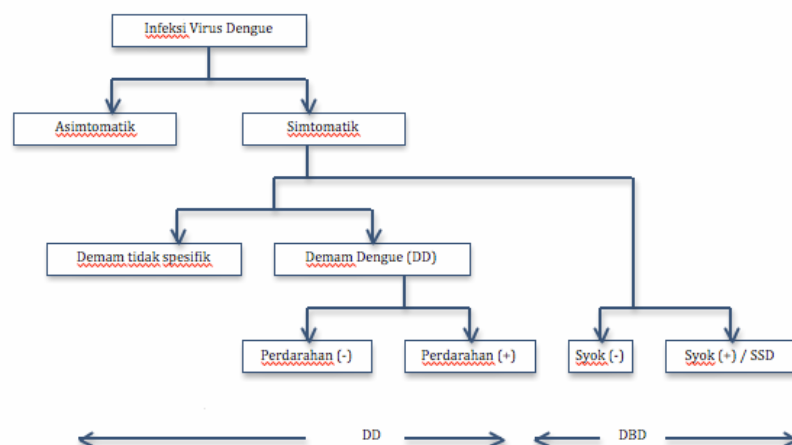 Infeksi Virus Dengue
Asimtomatik
Simtomatik
Demam tidak spesifik
Demam Dengue (DD)
Perdarahan (-)
Perdarahan (+)
Syok (-)
Syok (+) / SSD
DD
DBD